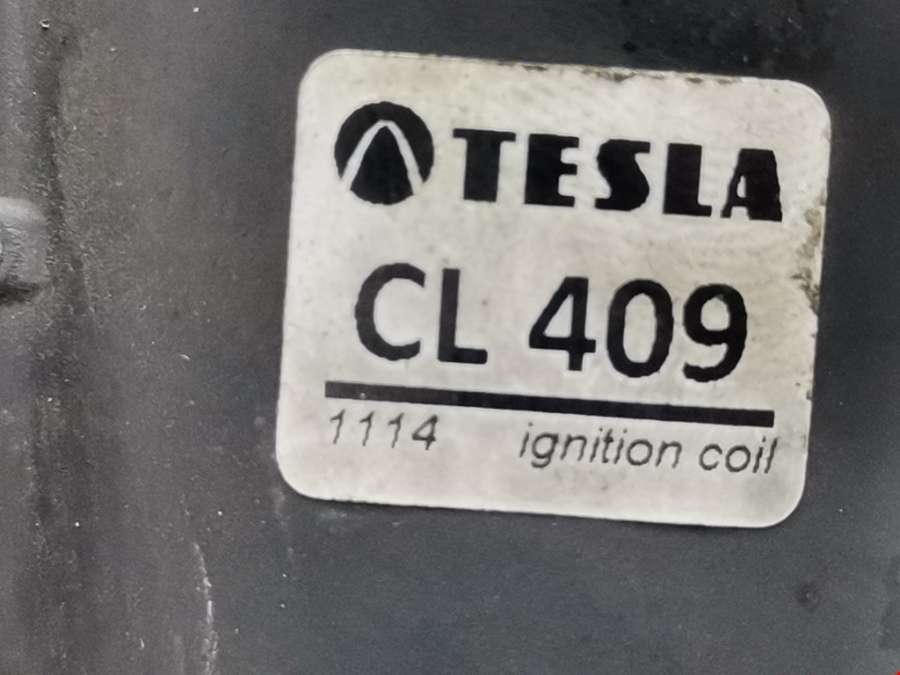 TESLA
CL 409
1114 ignition coil